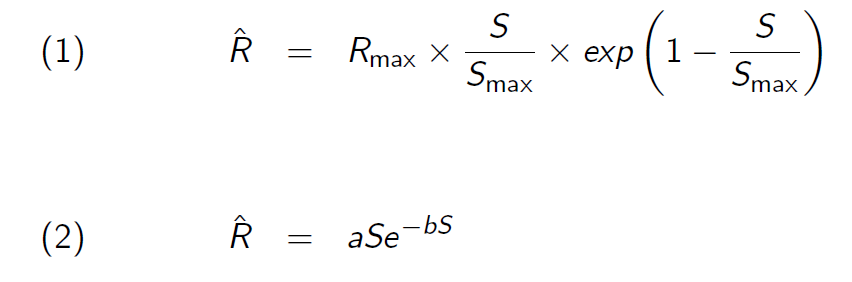 (1) R̂ = R_max × S/S_max × exp(1 − S/S_max)
(2) R̂ = aSe^−bS